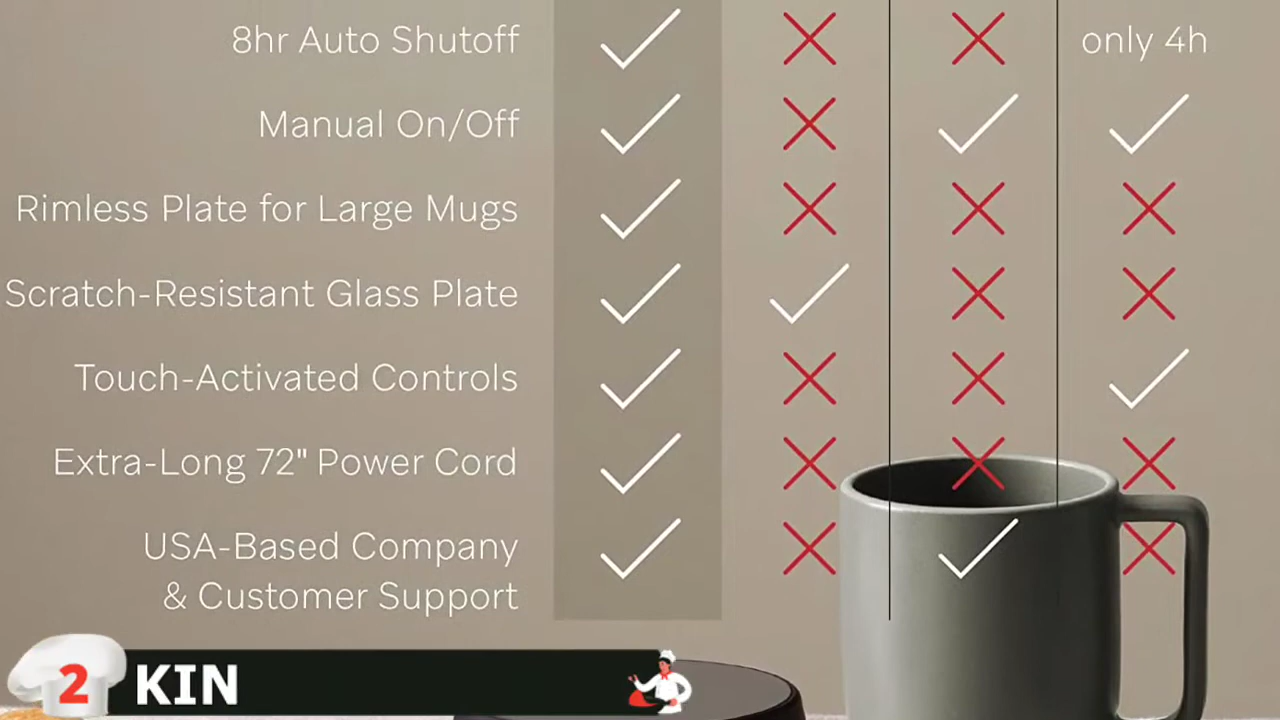 8hr Auto Shutoff
only 4h
Manual On/Off
Rimless Plate for Large Mugs
Scratch-Resistant Glass Plate
Touch-Activated Controls
Extra-Long 72" Power Cord
USA-Based Company
& Customer Support
2 KIN